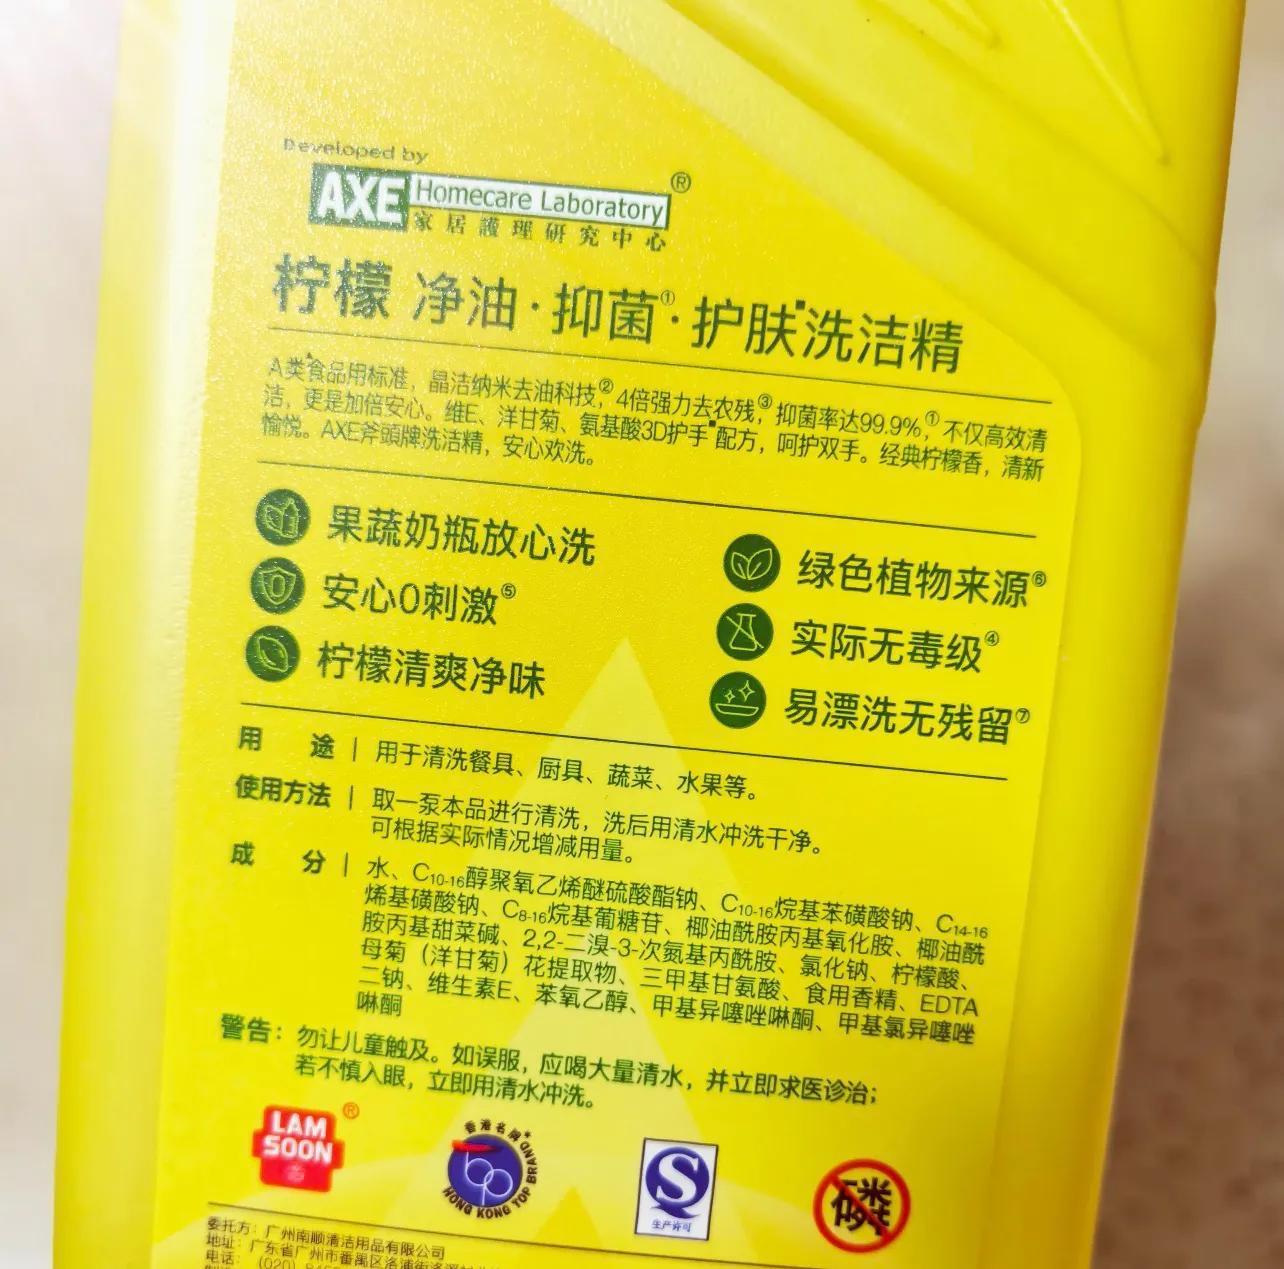 Developed by
AXE Homecare Laboratory ®
家居護理研究中心
柠檬 净油·抑菌①·护肤■洗洁精
A类▲食品用标准，晶洁纳米去油科技，② 4倍强力去农残，③ 抑菌率达99.9%，① 不仅高效清
洁，更是加倍安心。维E、洋甘菊、氨基酸3D护手■配方，呵护双手。经典柠檬香，清新
愉悦。AXE斧頭牌洗洁精，安心欢洗。
果蔬奶瓶放心洗
绿色植物来源⑥
安心0刺激⑤
实际无毒级④
柠檬清爽净味
易漂洗无残留⑦
用途｜用于清洗餐具、厨具、蔬菜、水果等。
使用方法｜取一泵本品进行清洗，洗后用清水冲洗干净。
可根据实际情况增减用量。
成分｜水、C10-16醇聚氧乙烯醚硫酸酯钠、C10-16烷基苯磺酸钠、C14-16
烯基磺酸钠、C8-16烷基葡糖苷、椰油酰胺丙基氧化胺、椰油酰
胺丙基甜菜碱、2,2-二溴-3-次氮基丙酰胺、氯化钠、柠檬酸、
母菊（洋甘菊）花提取物、三甲基甘氨酸、食用香精、EDTA
二钠、维生素E、苯氧乙醇、甲基异噻唑啉酮、甲基氯异噻唑
啉酮
警告：勿让儿童触及。如误服，应喝大量清水，并立即求医诊治；
若不慎入眼，立即用清水冲洗。
LAM SOON ®
香港名牌
HONG KONG TOP BRAND
生产许可
磷
委托方：广州南顺清洁用品有限公司
地址：广东省广州市番禺区洛浦街
电话：(020)